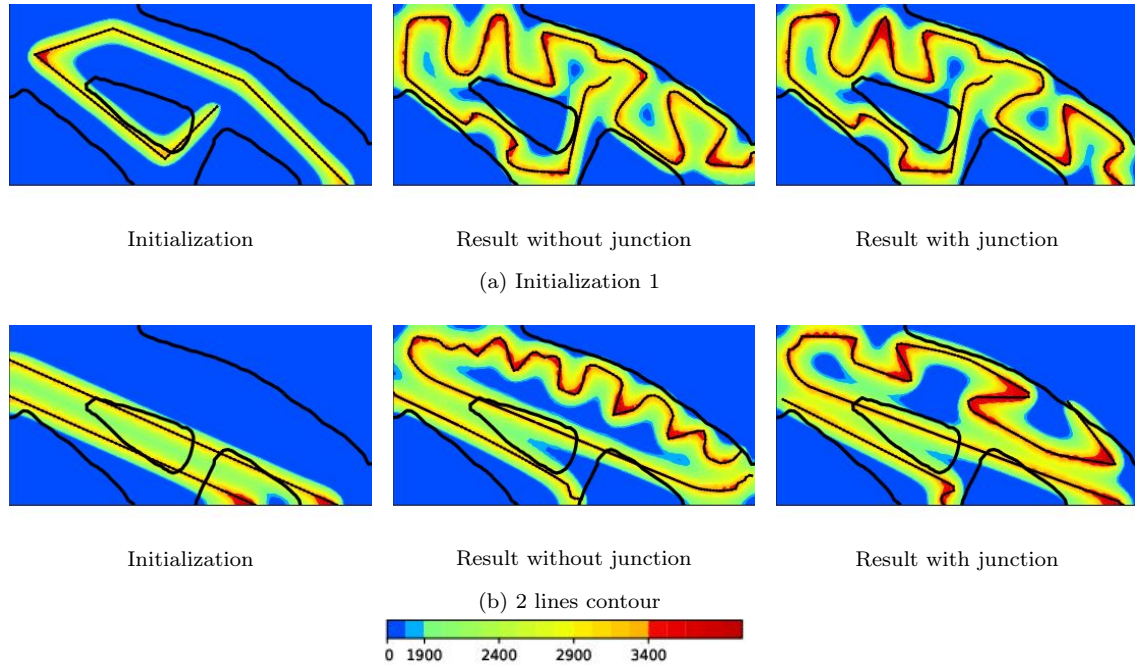 Initialization Result without junction Result with junction
(a) Initialization 1
Initialization Result without junction Result with junction
(b) 2 lines contour
0 1900 2400 2900 3400